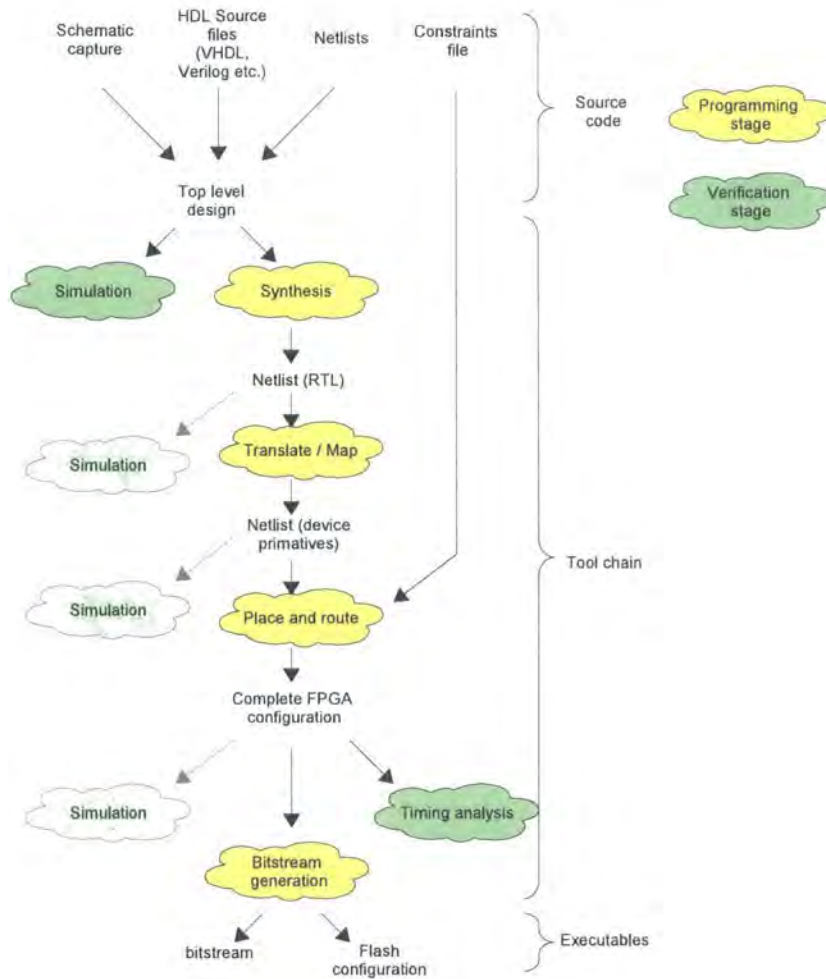 Schematic
capture
HDL Source
files
(VHDL,
Verilog etc.)
Netlists
Constraints
file
Source
code
Programming
stage
Verification
stage
Top level
design
Simulation
Synthesis
Netlist (RTL)
Simulation
Translate / Map
Netlist (device
primatives)
Tool chain
Simulation
Place and route
Complete FPGA
configuration
Simulation
Timing analysis
Bitstream
generation
bitstream
Flash
configuration
Executables